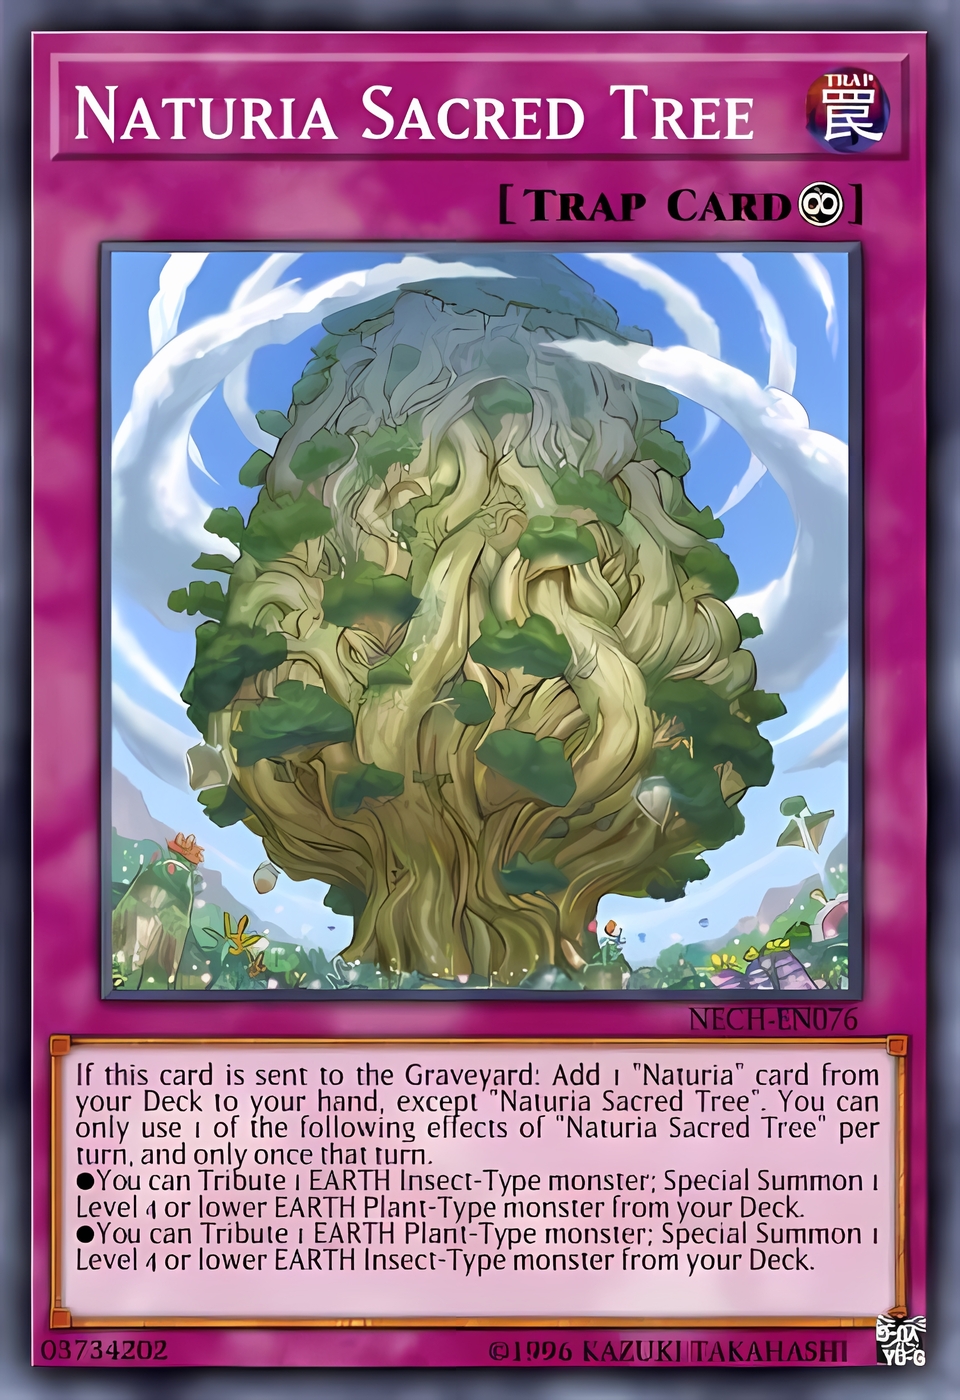 NATURIA SACRED TREE
TRAP
罠
[TRAP CARD]
NECH-EN076
If this card is sent to the Graveyard: Add 1 "Naturia" card from
your Deck to your hand, except "Naturia Sacred Tree". You can
only use 1 of the following effects of "Naturia Sacred Tree" per
turn, and only once that turn.
●You can Tribute 1 EARTH Insect-Type monster; Special Summon 1
Level 4 or lower EARTH Plant-Type monster from your Deck.
●You can Tribute 1 EARTH Plant-Type monster; Special Summon 1
Level 4 or lower EARTH Insect-Type monster from your Deck.
03734202
©1996 KAZUKI TAKAHASHI